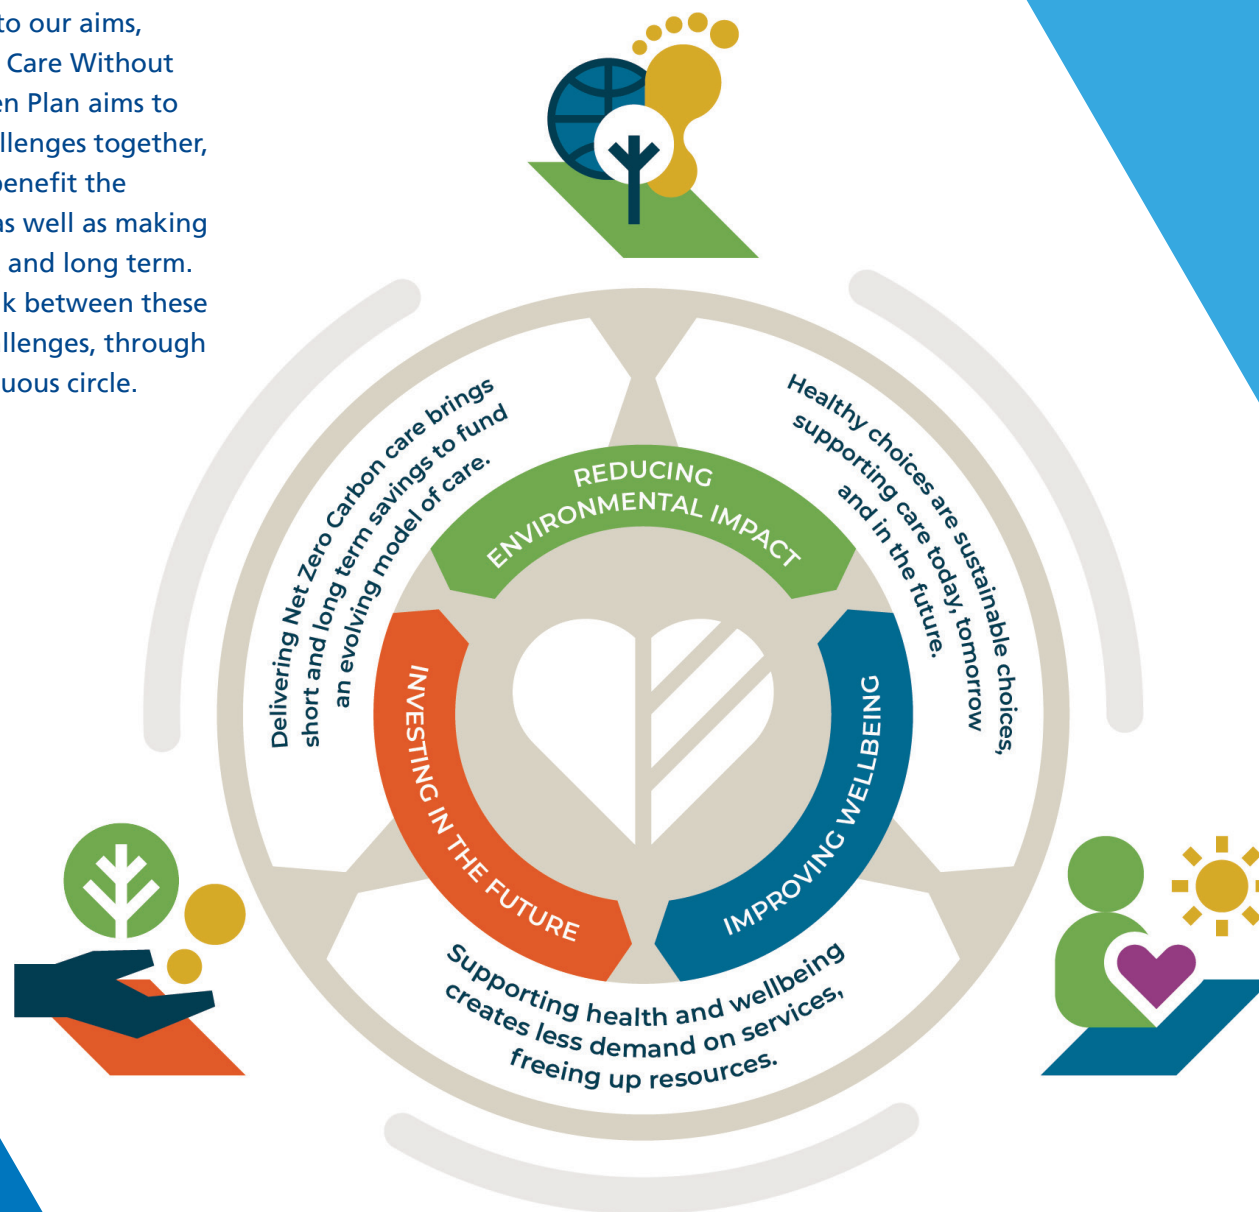 to our aims,
Care Without
en Plan aims to
llenges together,
benefit the
as well as making
and long term.
k between these
allenges, through
uous circle.
Delivering Net Zero Carbon care brings
short and long term savings to fund
an evolving model of care.
Healthy choices are sustainable choices,
supporting care today, tomorrow
and in the future.
REDUCING
ENVIRONMENTAL IMPACT
INVESTING IN THE FUTURE
IMPROVING WELLBEING
Supporting health and wellbeing
creates less demand on services,
freeing up resources.